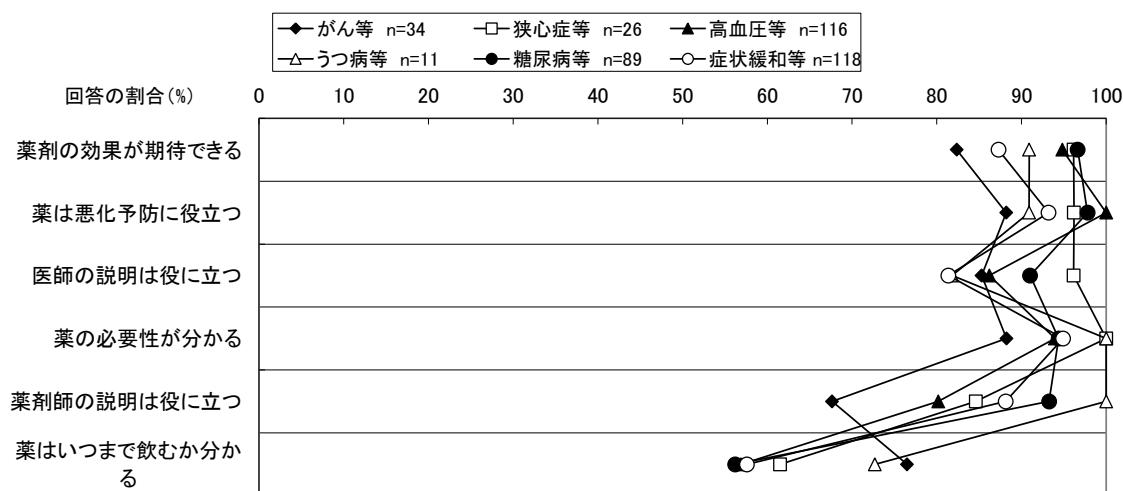 がん等 n=34 狭心症等 n=26 高血圧等 n=116
うつ病等 n=11 糖尿病等 n=89 症状緩和等 n=118
回答の割合(%) 0 10 20 30 40 50 60 70 80 90 100
薬剤の効果が期待できる
薬は悪化予防に役立つ
医師の説明は役に立つ
薬の必要性が分かる
薬剤師の説明は役に立つ
薬はいつまで飲むか分か
る